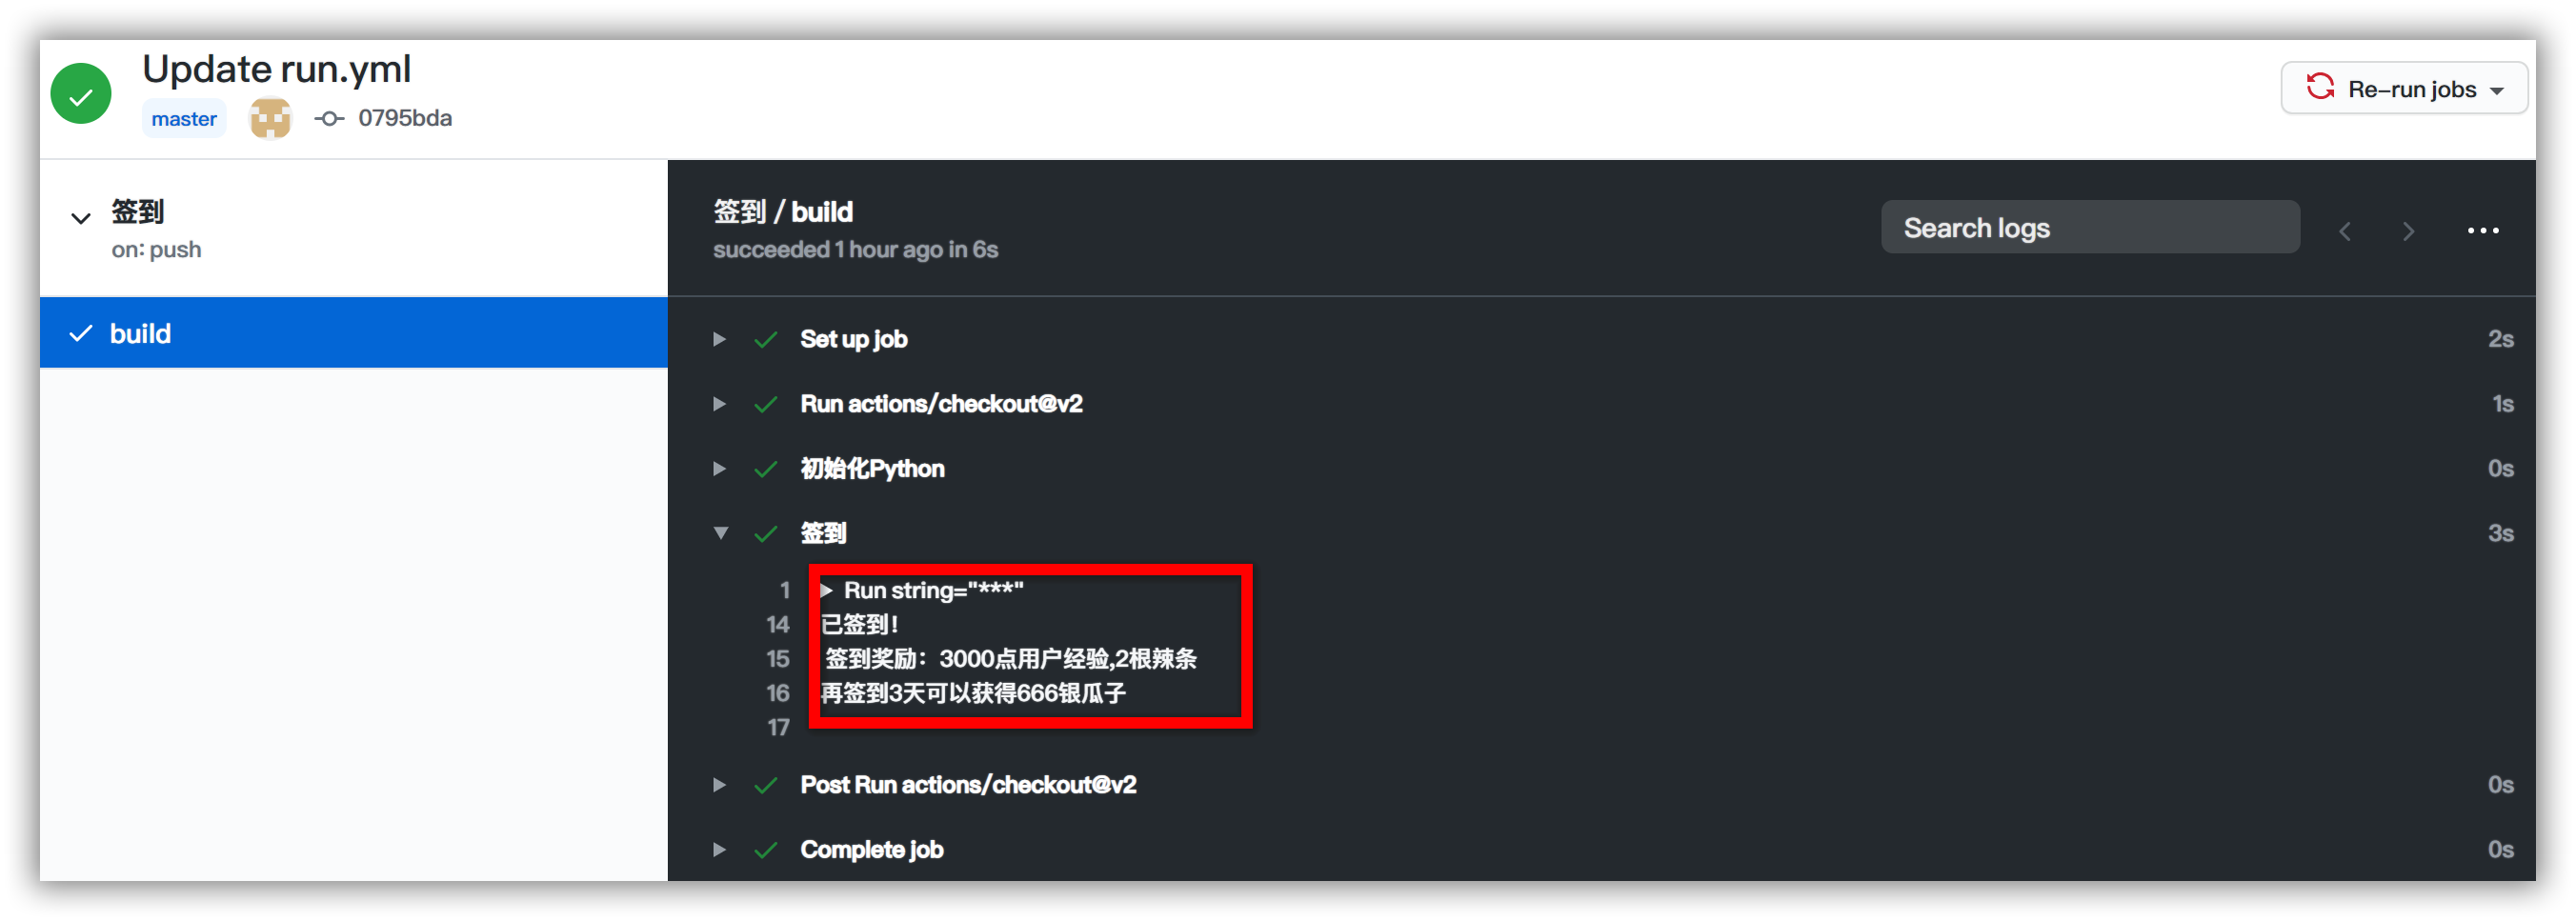 Update run.yml
Re-run jobs
master 0795bda
签到
on: push
build
签到 / build
succeeded 1 hour ago in 6s
Search logs
Set up job 2s
Run actions/checkout@v2 1s
初始化Python 0s
签到 3s
1 Run string="***"
14 已签到！
15 签到奖励：3000点用户经验,2根辣条
16 再签到3天可以获得666银瓜子
17
Post Run actions/checkout@v2 0s
Complete job 0s